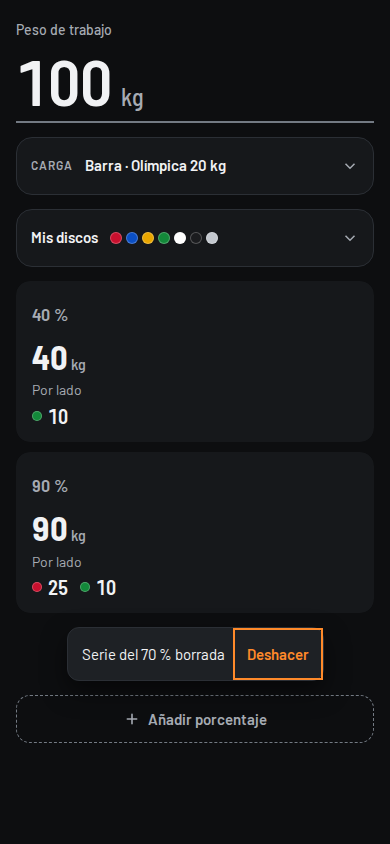 Peso de trabajo
100 kg
CARGA Barra · Olímpica 20 kg
Mis discos
40 %
40 kg
Por lado
10
90 %
90 kg
Por lado
25 10
Serie del 70 % borrada Deshacer
+ Añadir porcentaje